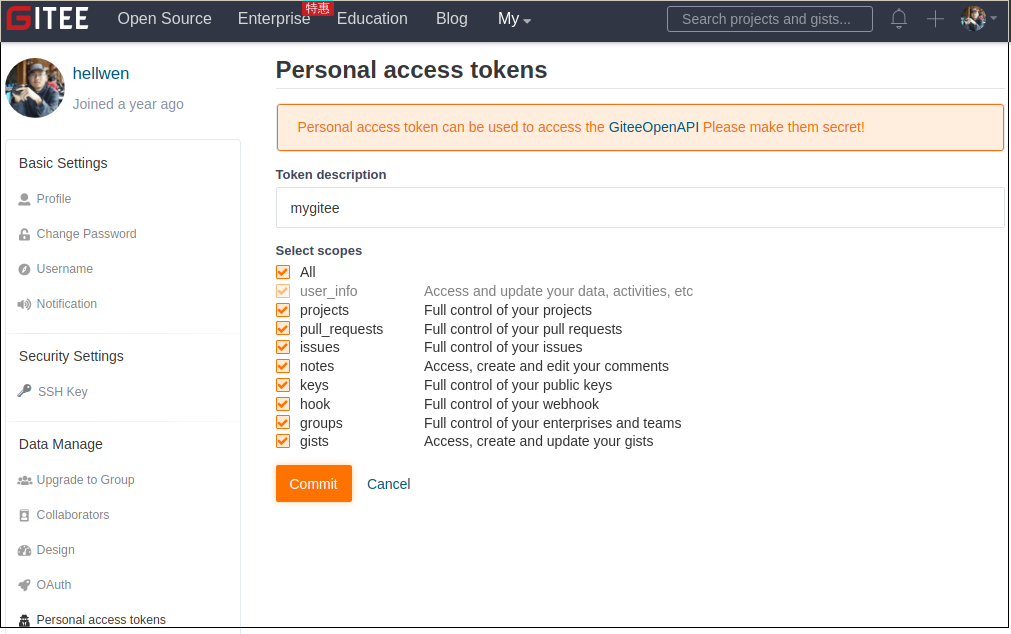 GITEE
Open Source Enterprise 特惠 Education Blog My
Search projects and gists...
hellwen
Joined a year ago
Basic Settings
Profile
Change Password
Username
Notification
Security Settings
SSH Key
Data Manage
Upgrade to Group
Collaborators
Design
OAuth
Personal access tokens
Personal access tokens
Personal access token can be used to access the GiteeOpenAPI Please make them secret!
Token description
mygitee
Select scopes
All
user_info Access and update your data, activities, etc
projects Full control of your projects
pull_requests Full control of your pull requests
issues Full control of your issues
notes Access, create and edit your comments
keys Full control of your public keys
hook Full control of your webhook
groups Full control of your enterprises and teams
gists Access, create and update your gists
Commit Cancel